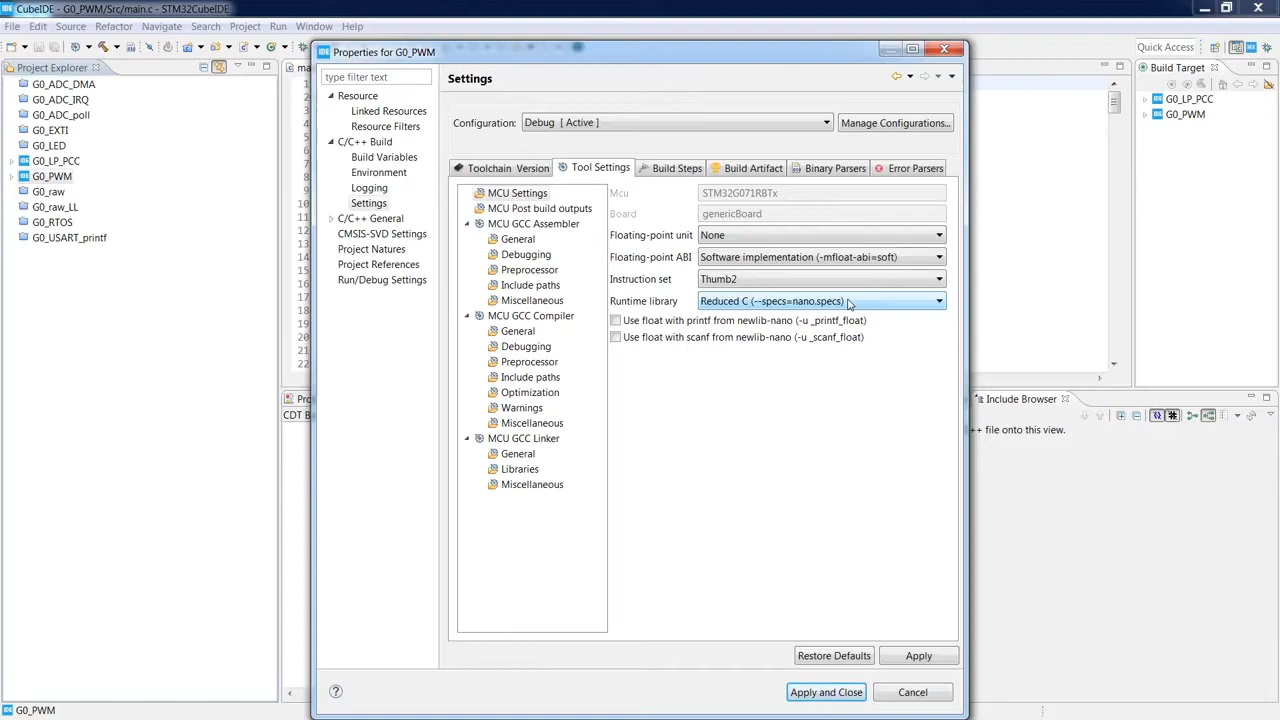 IDE CubeIDE - G0_PWM/Src/main.c - STM32CubeIDE
File Edit Source Refactor Navigate Search Project Run Window Help
Quick Access
Project Explorer
G0_ADC_DMA
G0_ADC_IRQ
G0_ADC_poll
G0_EXTI
G0_LED
G0_LP_PCC
G0_PWM
G0_raw
G0_raw_LL
G0_RTOS
G0_USART_printf
IDE Properties for G0_PWM
type filter text
Resource
Linked Resources
Resource Filters
C/C++ Build
Build Variables
Environment
Logging
Settings
C/C++ General
CMSIS-SVD Settings
Project Natures
Project References
Run/Debug Settings
Settings
Configuration: Debug [ Active ] Manage Configurations...
Toolchain Version Tool Settings Build Steps Build Artifact Binary Parsers Error Parsers
MCU Settings
MCU Post build outputs
MCU GCC Assembler
General
Debugging
Preprocessor
Include paths
Miscellaneous
MCU GCC Compiler
General
Debugging
Preprocessor
Include paths
Optimization
Warnings
Miscellaneous
MCU GCC Linker
General
Libraries
Miscellaneous
Mcu STM32G071RBTx
Board genericBoard
Floating-point unit None
Floating-point ABI Software implementation (-mfloat-abi=soft)
Instruction set Thumb2
Runtime library Reduced C (--specs=nano.specs)
Use float with printf from newlib-nano (-u _printf_float)
Use float with scanf from newlib-nano (-u _scanf_float)
Restore Defaults Apply
Apply and Close Cancel
Build Target
G0_LP_PCC
G0_PWM
Include Browser
++ file onto this view.
CDT B
IDE G0_PWM